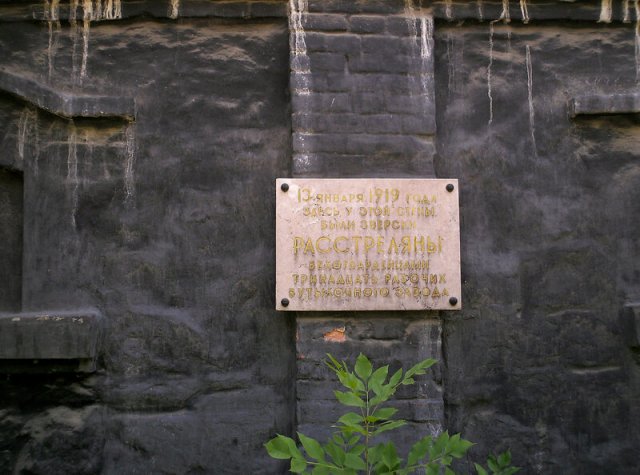 13 ЯНВАРЯ 1919 ГОДА
ЗДЕСЬ У ЭТОЙ СТЕНЫ
БЫЛИ ЗВЕРСКИ
РАССТРЕЛЯНЫ
БЕЛОГВАРДЕЙЦАМИ
ТРИНАДЦАТЬ РАБОЧИХ
БУТЫЛОЧНОГО ЗАВОДА